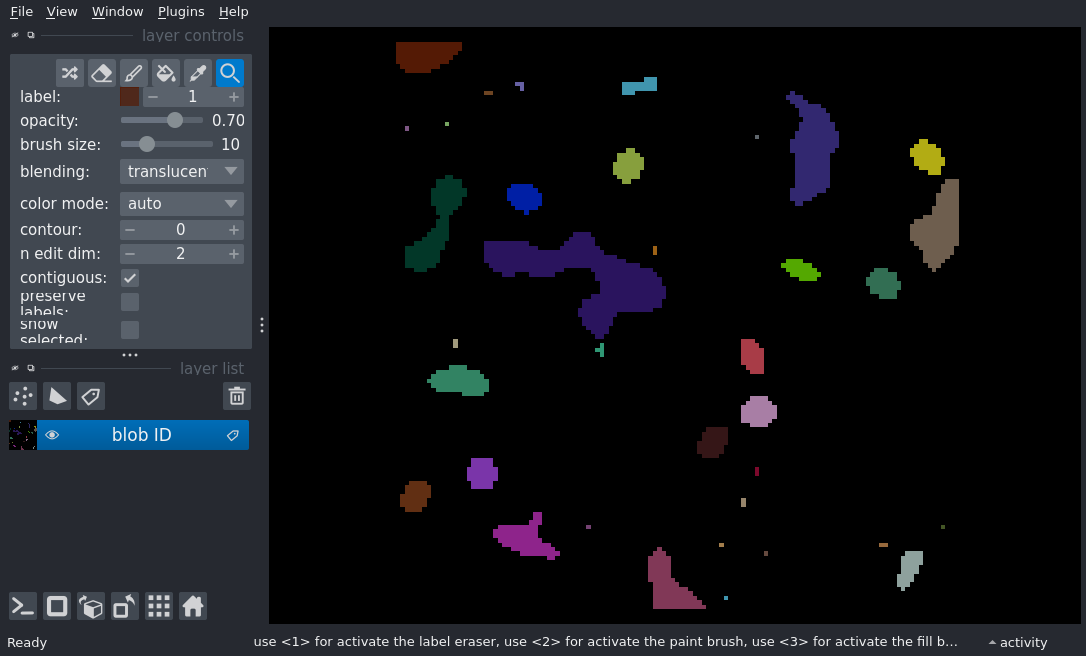 File View Window Plugins Help
layer controls
label: 1
opacity: 0.70
brush size: 10
blending: translucen
color mode: auto
contour: 0
n edit dim: 2
contiguous:
preserve
labels:
show
selected:
layer list
blob ID
Ready use <1> for activate the label eraser, use <2> for activate the paint brush, use <3> for activate the fill b... activity